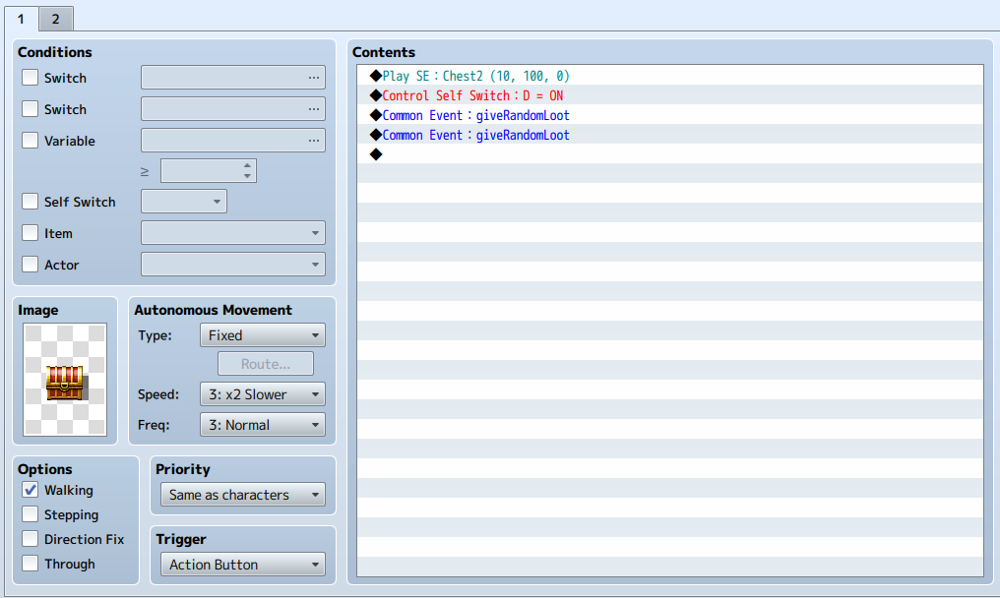 1 2
Conditions
Switch ...
Switch ...
Variable ...
≥
Self Switch
Item
Actor
Image
Autonomous Movement
Type: Fixed
Route...
Speed: 3: x2 Slower
Freq: 3: Normal
Options
Walking
Stepping
Direction Fix
Through
Priority
Same as characters
Trigger
Action Button
Contents
◆Play SE：Chest2 (10, 100, 0)
◆Control Self Switch：D = ON
◆Common Event：giveRandomLoot
◆Common Event：giveRandomLoot
◆